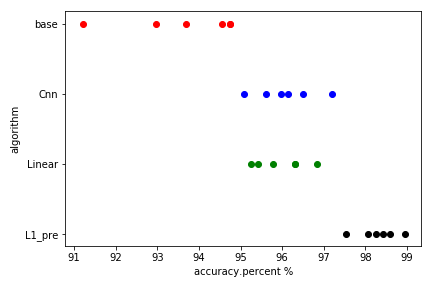 base
Cnn
Linear
L1_pre
algorithm
91 92 93 94 95 96 97 98 99
accuracy.percent %